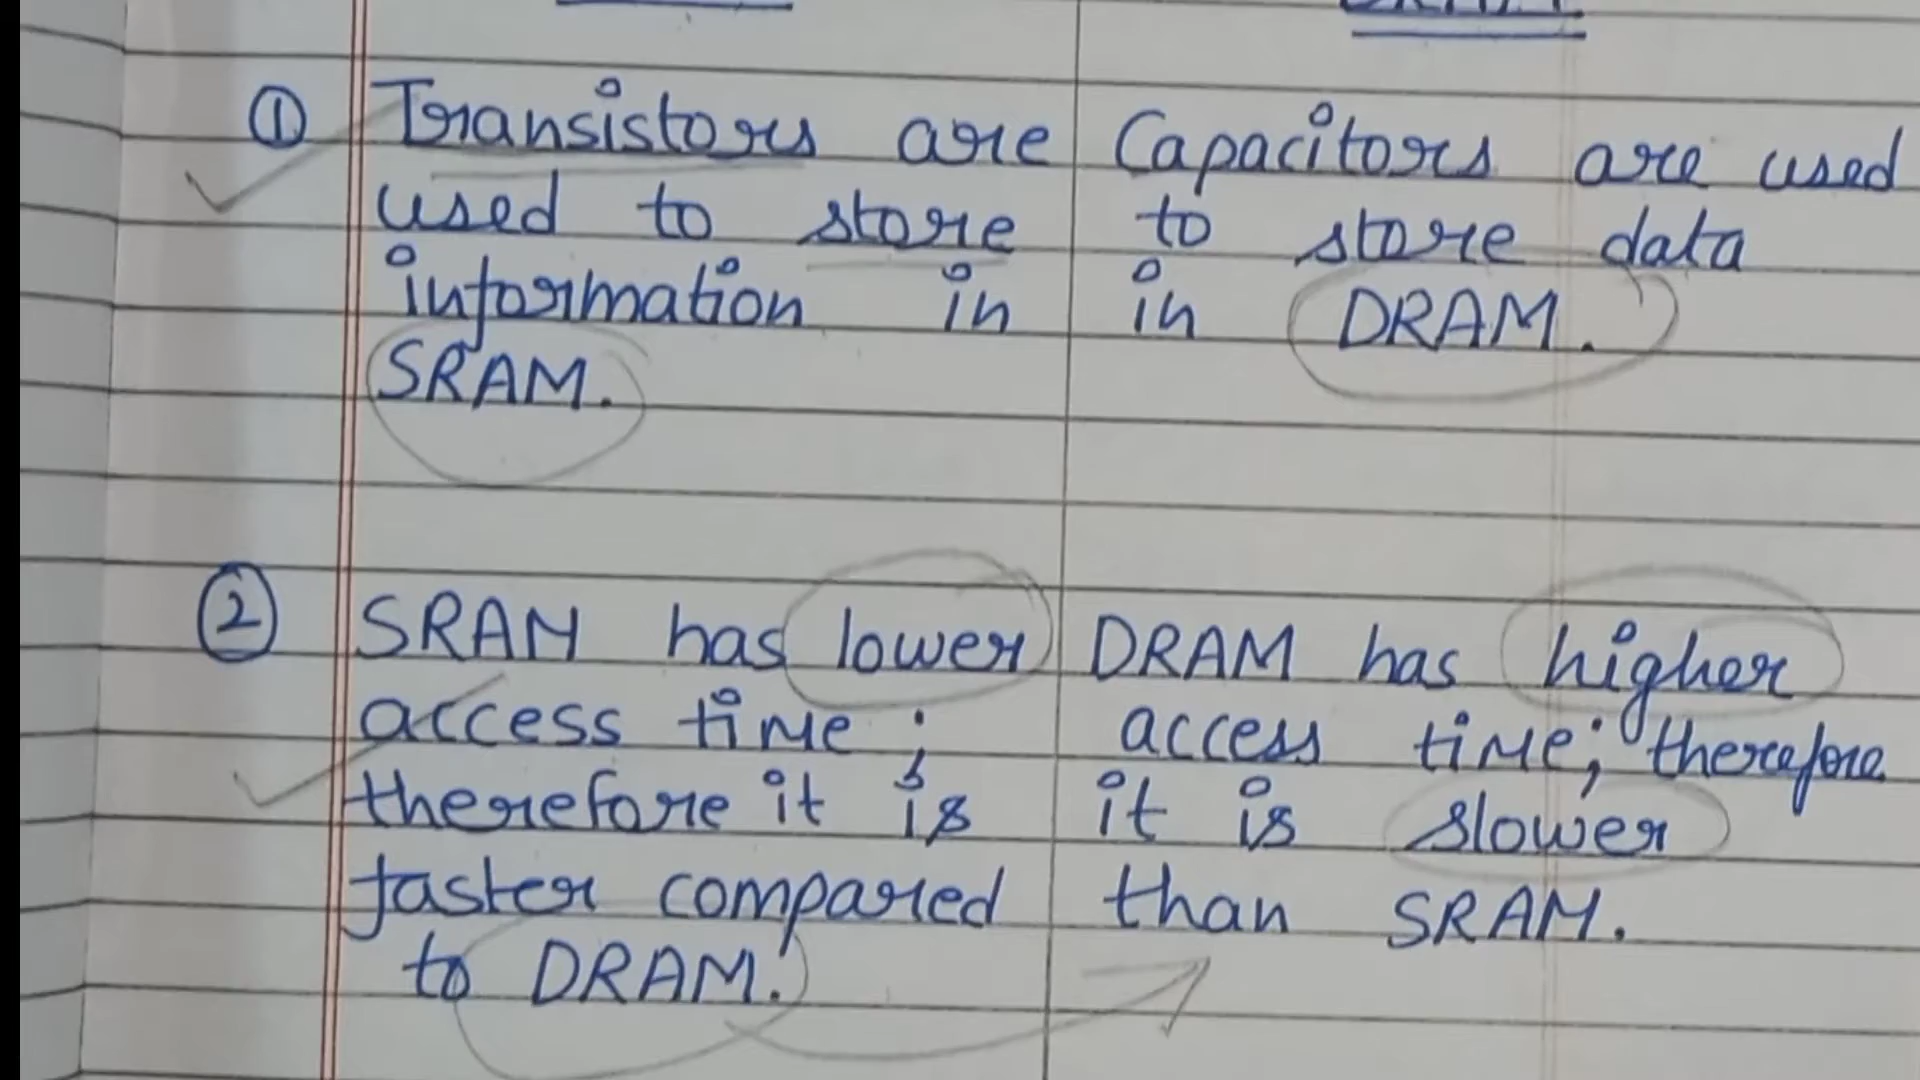 DRAM
① Transistors are
used to store
information in
SRAM.
Capacitors are used
to store data
in DRAM.
② SRAM has lower
access time ;
therefore it is
faster compared
to DRAM.
DRAM has higher
access time; therefore
it is slower
than SRAM.